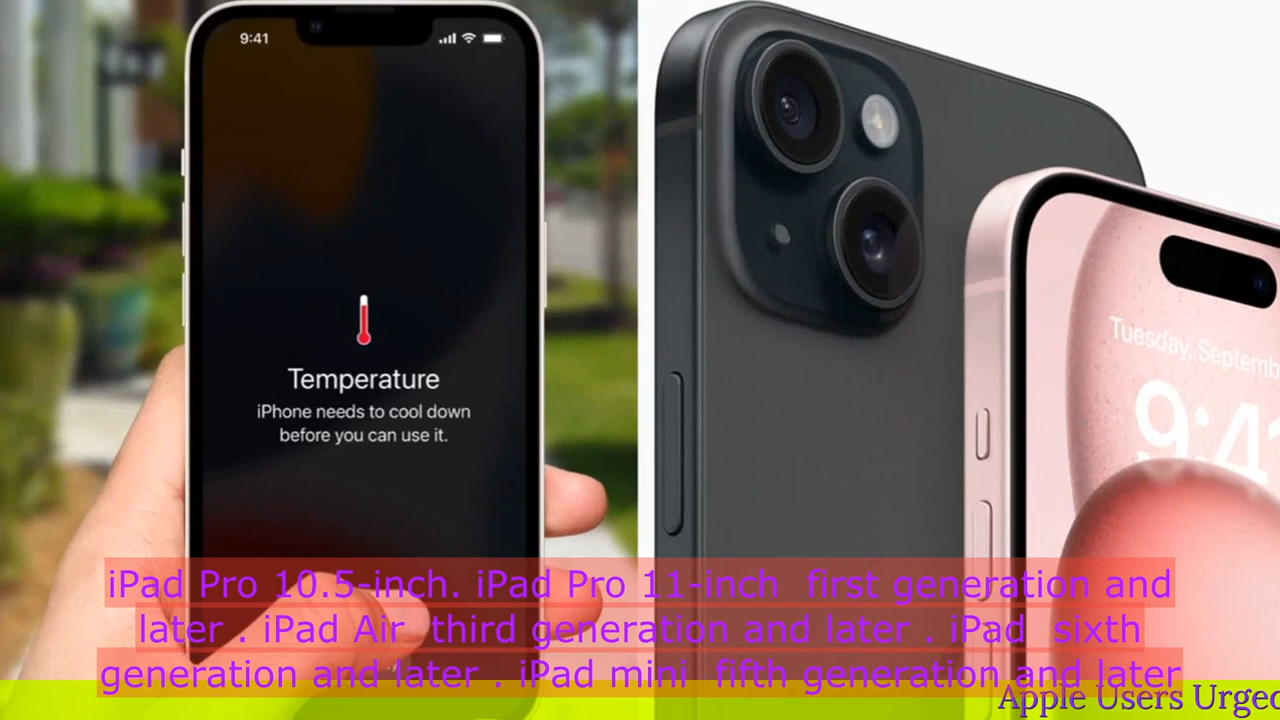 9:41
Temperature
iPhone needs to cool down
before you can use it.
Tuesday, Septemb
9:41
iPad Pro 10.5-inch. iPad Pro 11-inch first generation and
later . iPad Air third generation and later . iPad sixth
generation and later . iPad mini fifth generation and later
Apple Users Urged